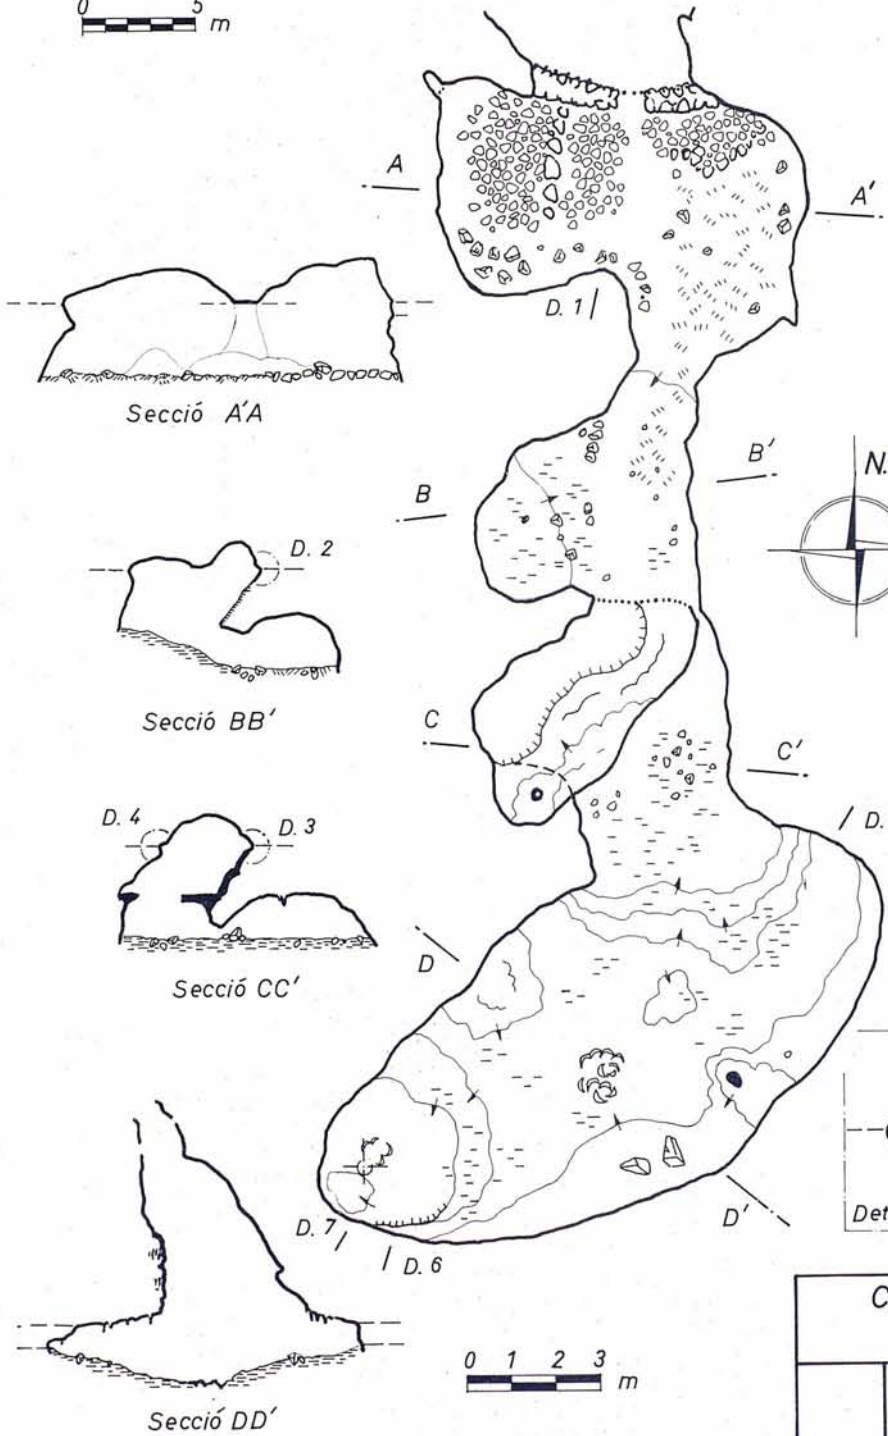 0 5 m
A
A'
D. 1
Secció A'A
B
B'
N.
D. 2
Secció BB'
C
C'
D. 4
D. 3
D.
Secció CC'
D
D'
Det
D. 7
D. 6
C
0 1 2 3 m
Secció DD'